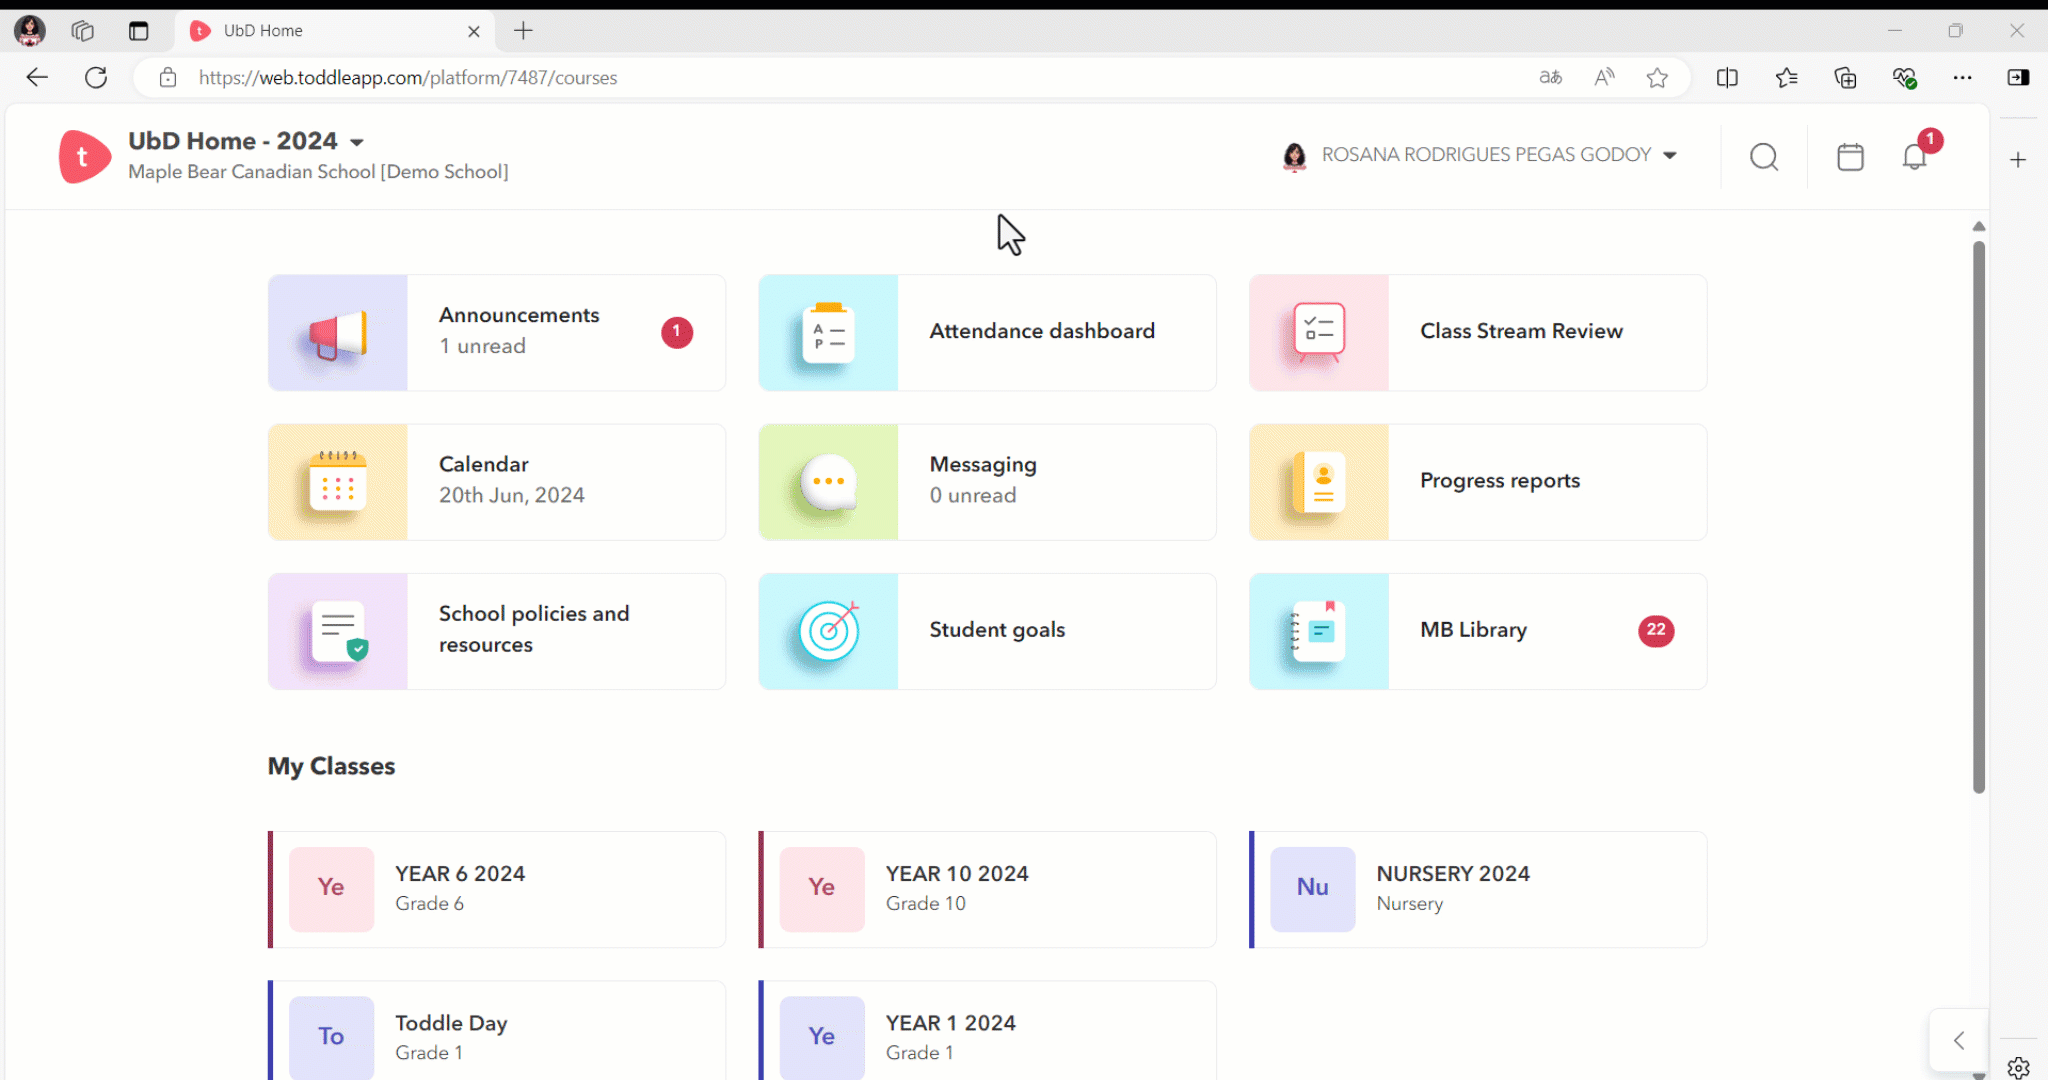 UbD Home
https://web.toddleapp.com/platform/7487/courses
t
UbD Home - 2024
Maple Bear Canadian School [Demo School]
ROSANA RODRIGUES PEGAS GODOY
1
Announcements
1 unread
1
A
P
Attendance dashboard
Class Stream Review
Calendar
20th Jun, 2024
Messaging
0 unread
Progress reports
School policies and
resources
Student goals
MB Library
22
My Classes
Ye
YEAR 6 2024
Grade 6
Ye
YEAR 10 2024
Grade 10
Nu
NURSERY 2024
Nursery
To
Toddle Day
Grade 1
Ye
YEAR 1 2024
Grade 1